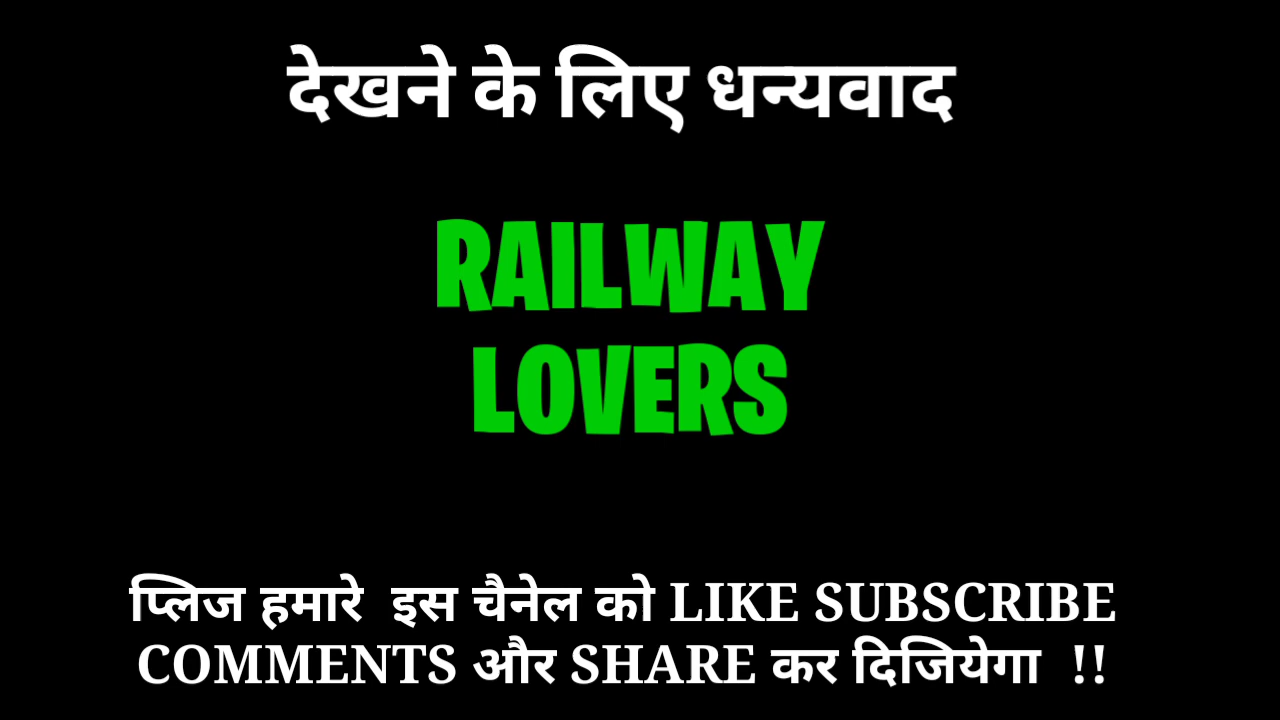 देखने के लिए धन्यवाद
RAILWAY
LOVERS
प्लिज हमारे इस चैनेल को LIKE SUBSCRIBE
COMMENTS और SHARE कर दिजियेगा !!